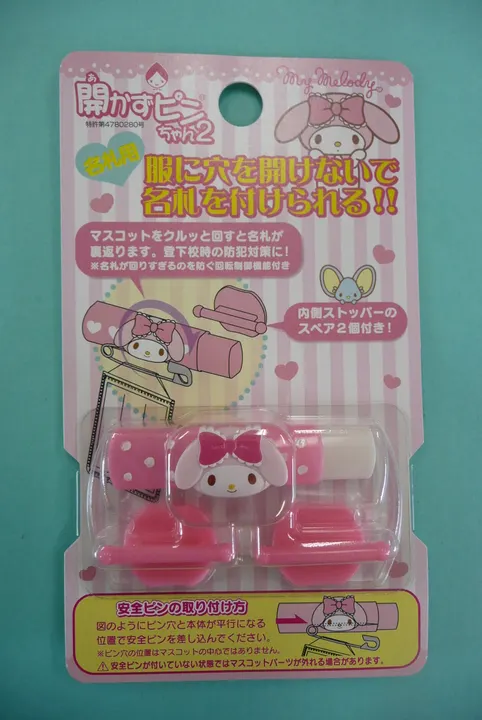 My Melody
あ
開かずピン
ちゃん2
特許第4780280号
名札用
服に穴を開けないで
名札を付けられる!!
マスコットをクルッと回すと名札が
裏返ります。登下校時の防犯対策に!
※名札が回りすぎるのを防ぐ回転制御機能付き
内側ストッパーの
スペア2個付き!
安全ピンの取り付け方
図のようにピン穴と本体が平行になる
位置で安全ピンを差し込んでください。
※ピン穴の位置はマスコットの中心ではありません。
⚠安全ピンが付いていない状態ではマスコットパーツが外れる場合があります。